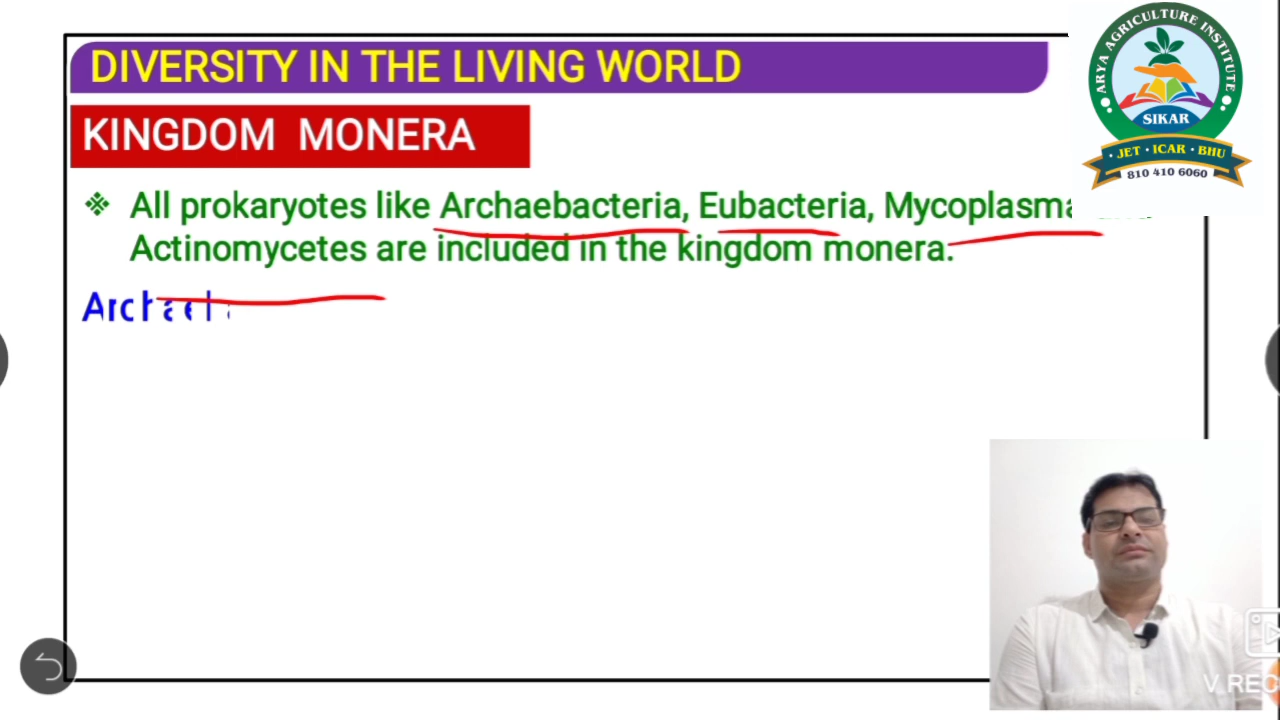 DIVERSITY IN THE LIVING WORLD
KINGDOM MONERA
All prokaryotes like Archaebacteria, Eubacteria, Mycoplasma
Actinomycetes are included in the kingdom monera.
ARYA AGRICULTURE INSTITUTE
SIKAR
• JET • ICAR • BHU
810 410 6060
V REC